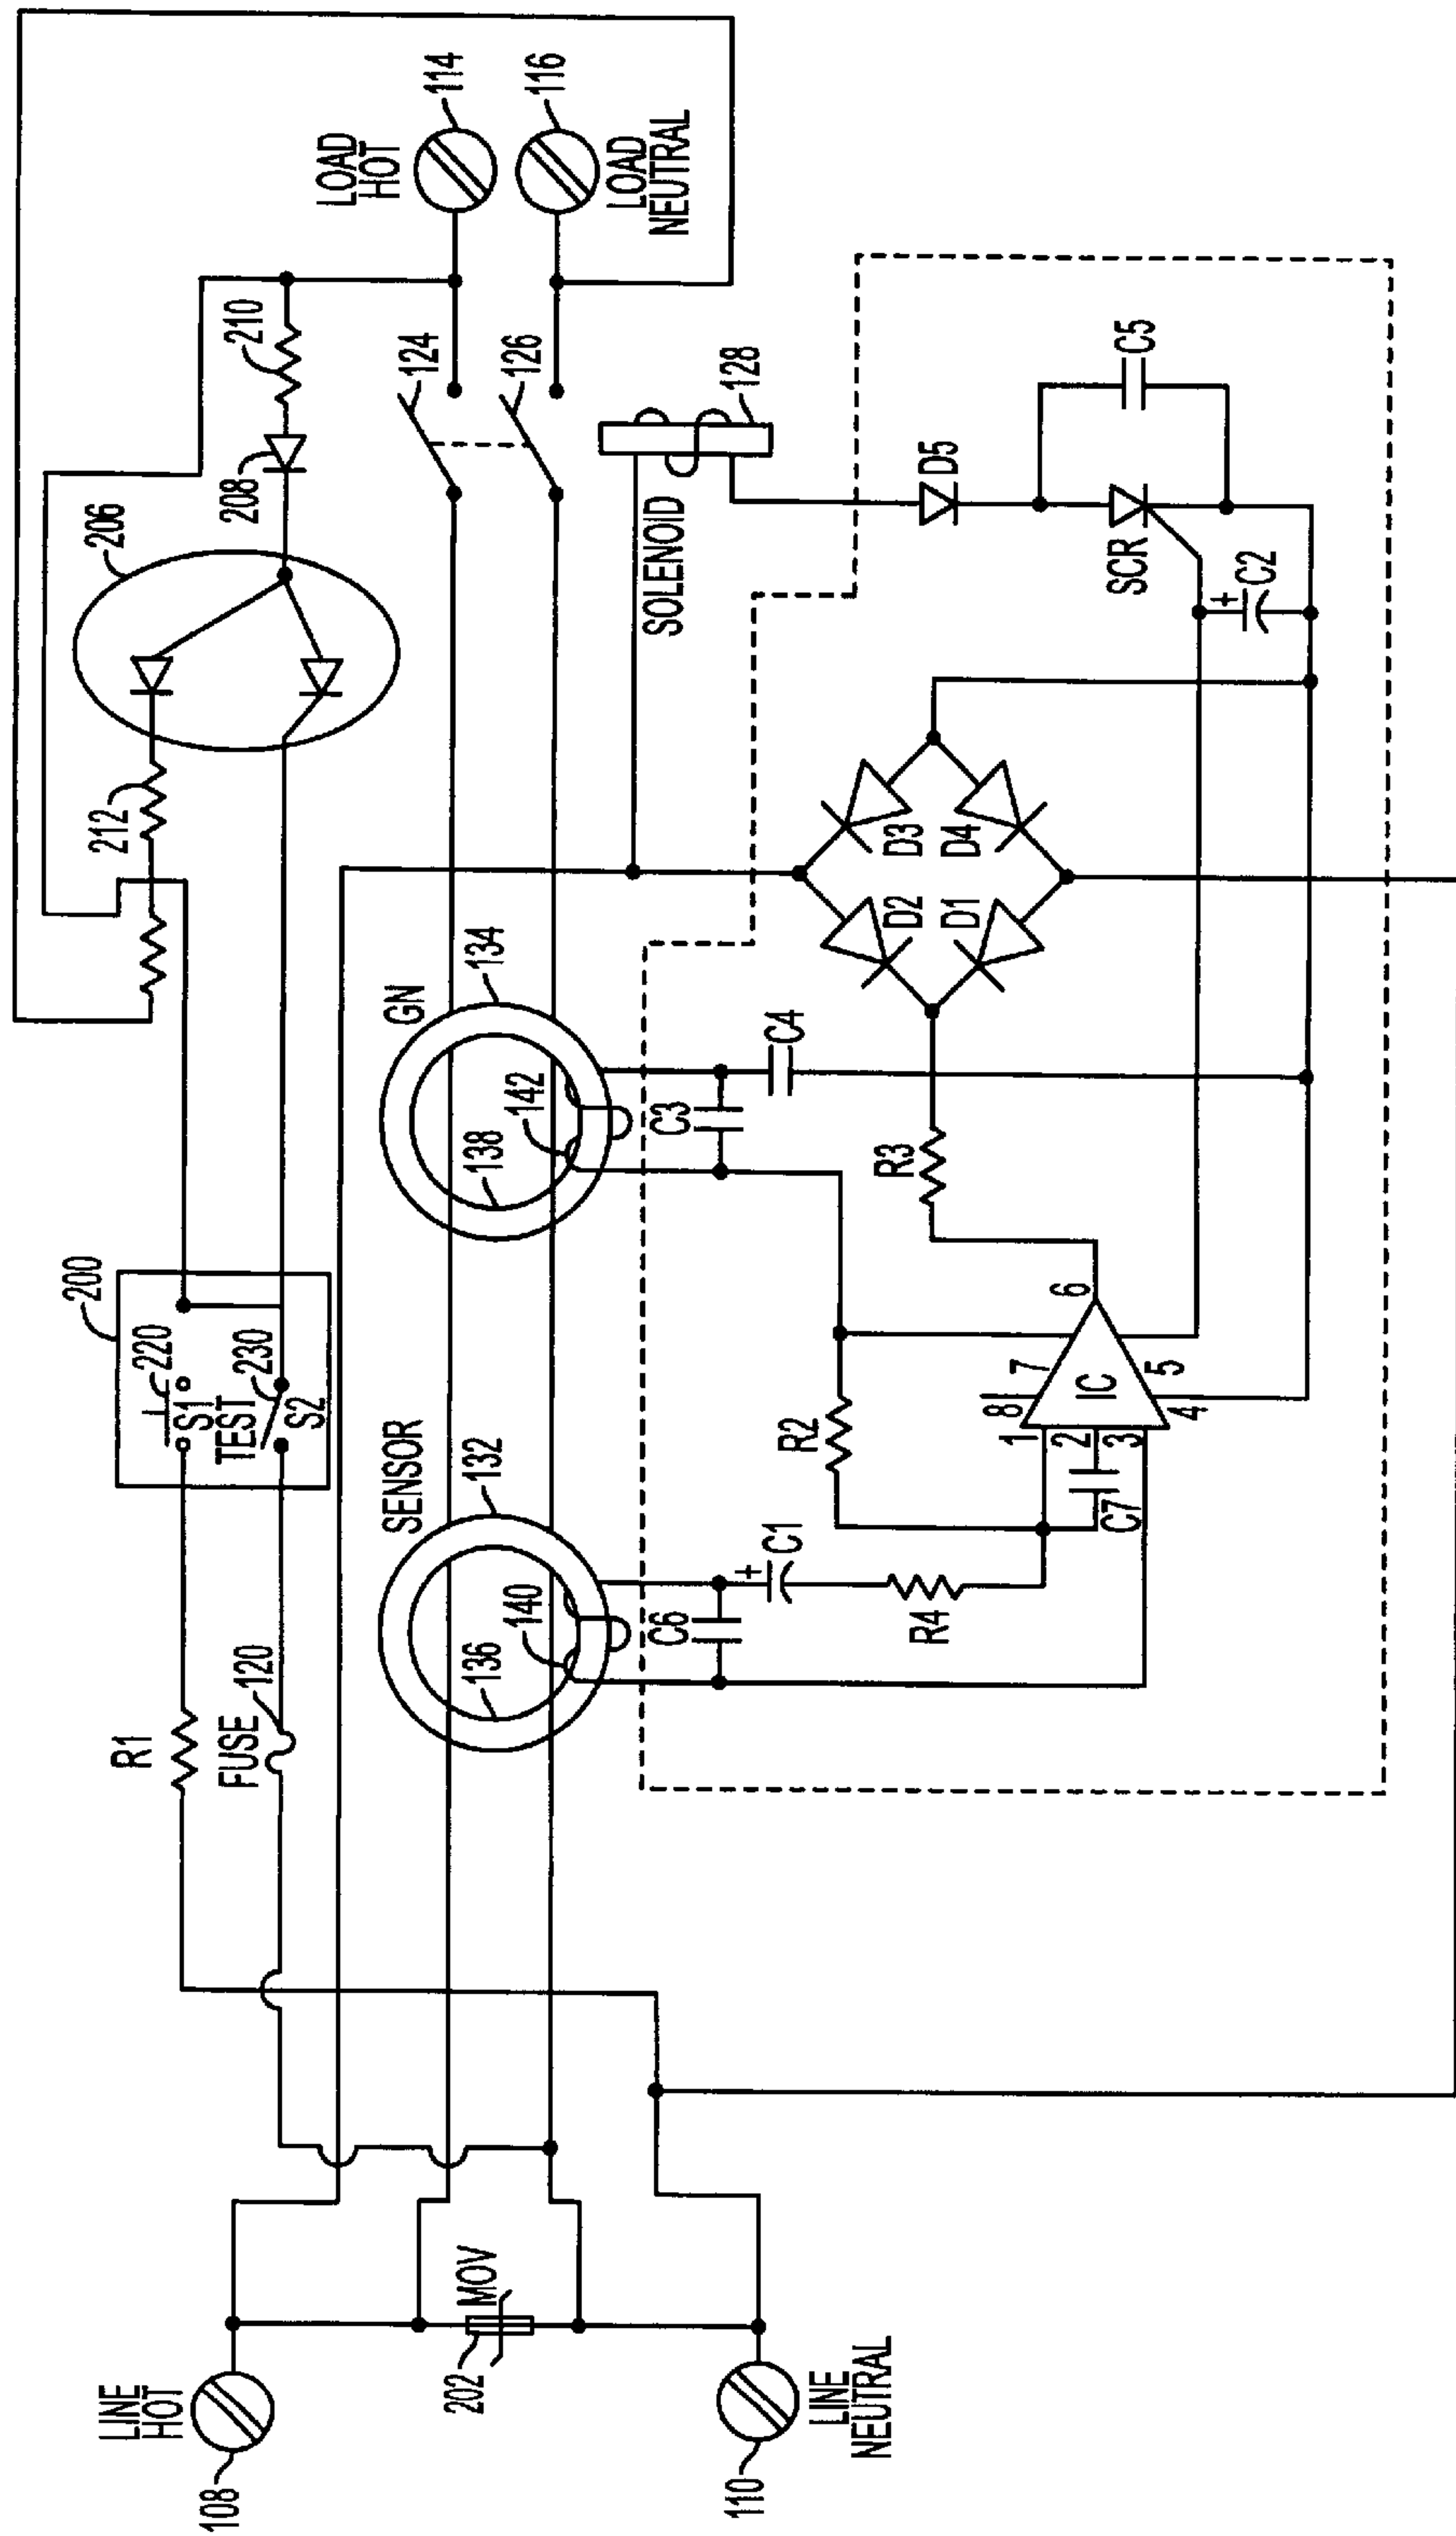 LINE
HOT
108
202
MOV
110
LINE
NEUTRAL
R1
FUSE
120
200
220
S1
TEST
230
S2
212
206
208
210
LOAD
HOT
114
116
LOAD
NEUTRAL
124
126
SENSOR
132
136
140
GN
134
138
142
SOLENOID
128
C6
C1
R4
R2
C3
C4
R3
C7
IC
1
2
3
4
5
6
7
8
D2
D3
D1
D4
D5
SCR
C5
C2
+
+